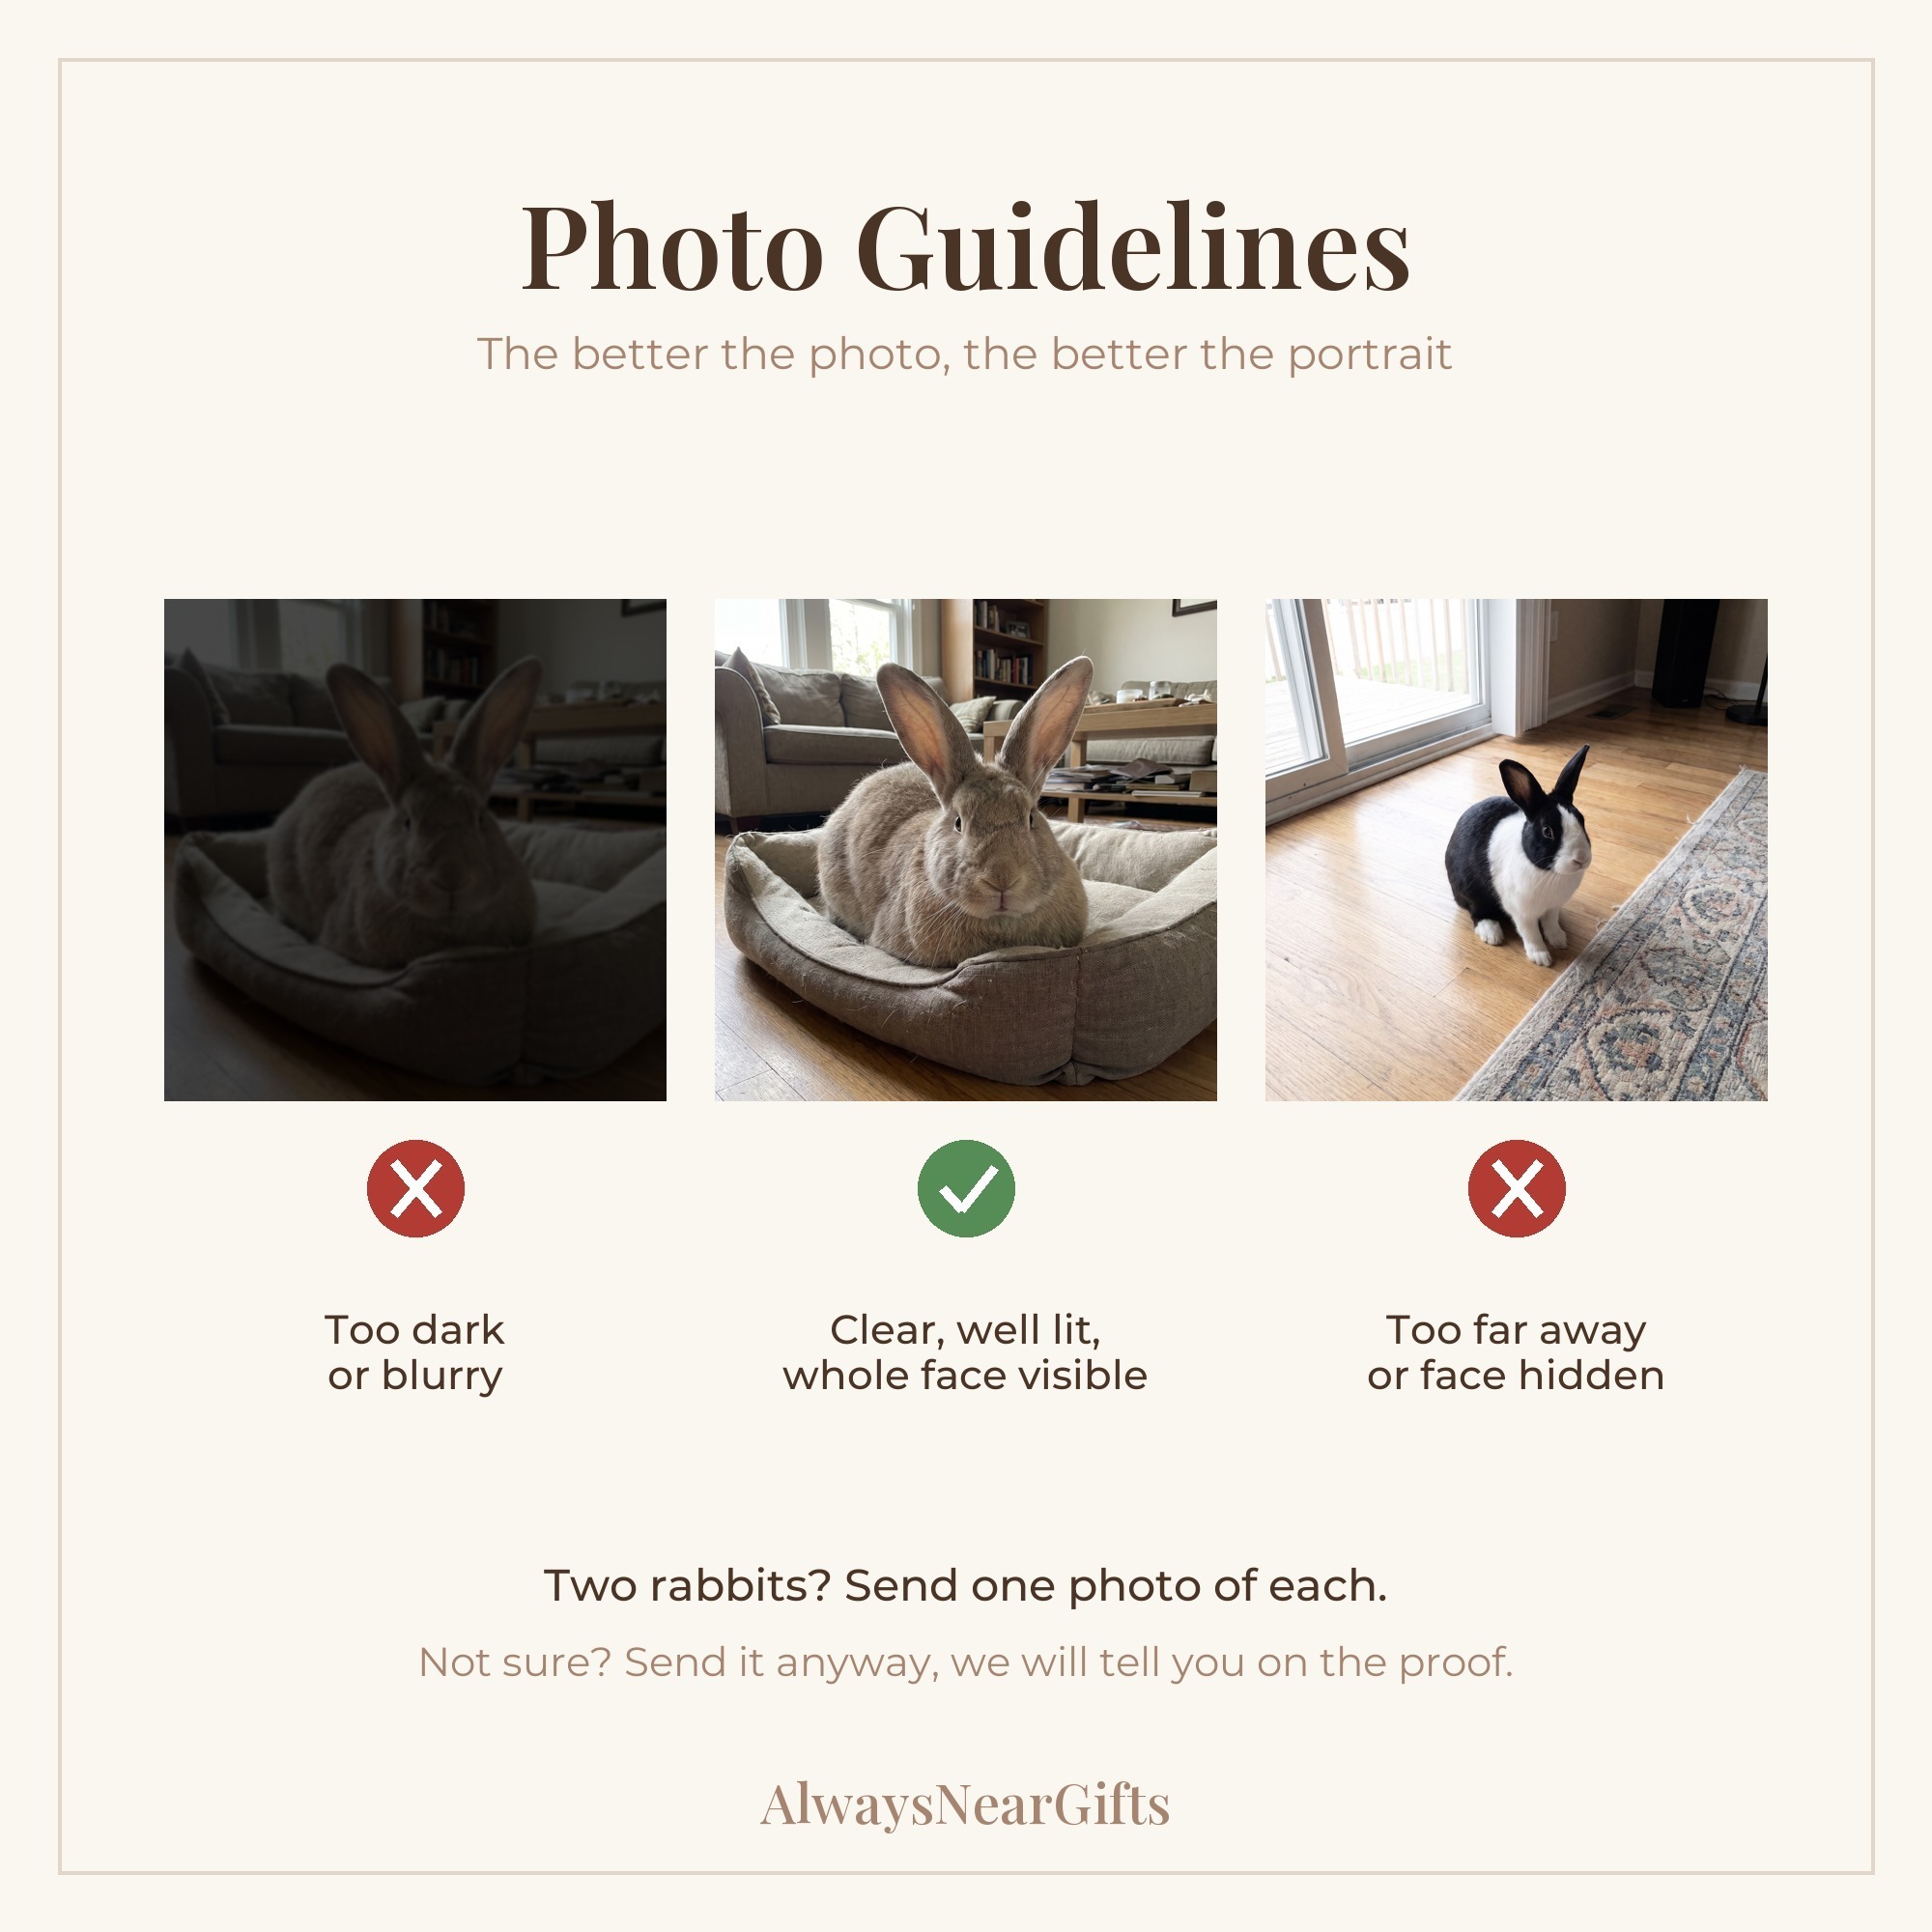 Photo Guidelines
The better the photo, the better the portrait
Too dark
or blurry
Clear, well lit,
whole face visible
Too far away
or face hidden
Two rabbits? Send one photo of each.
Not sure? Send it anyway, we will tell you on the proof.
AlwaysNearGifts